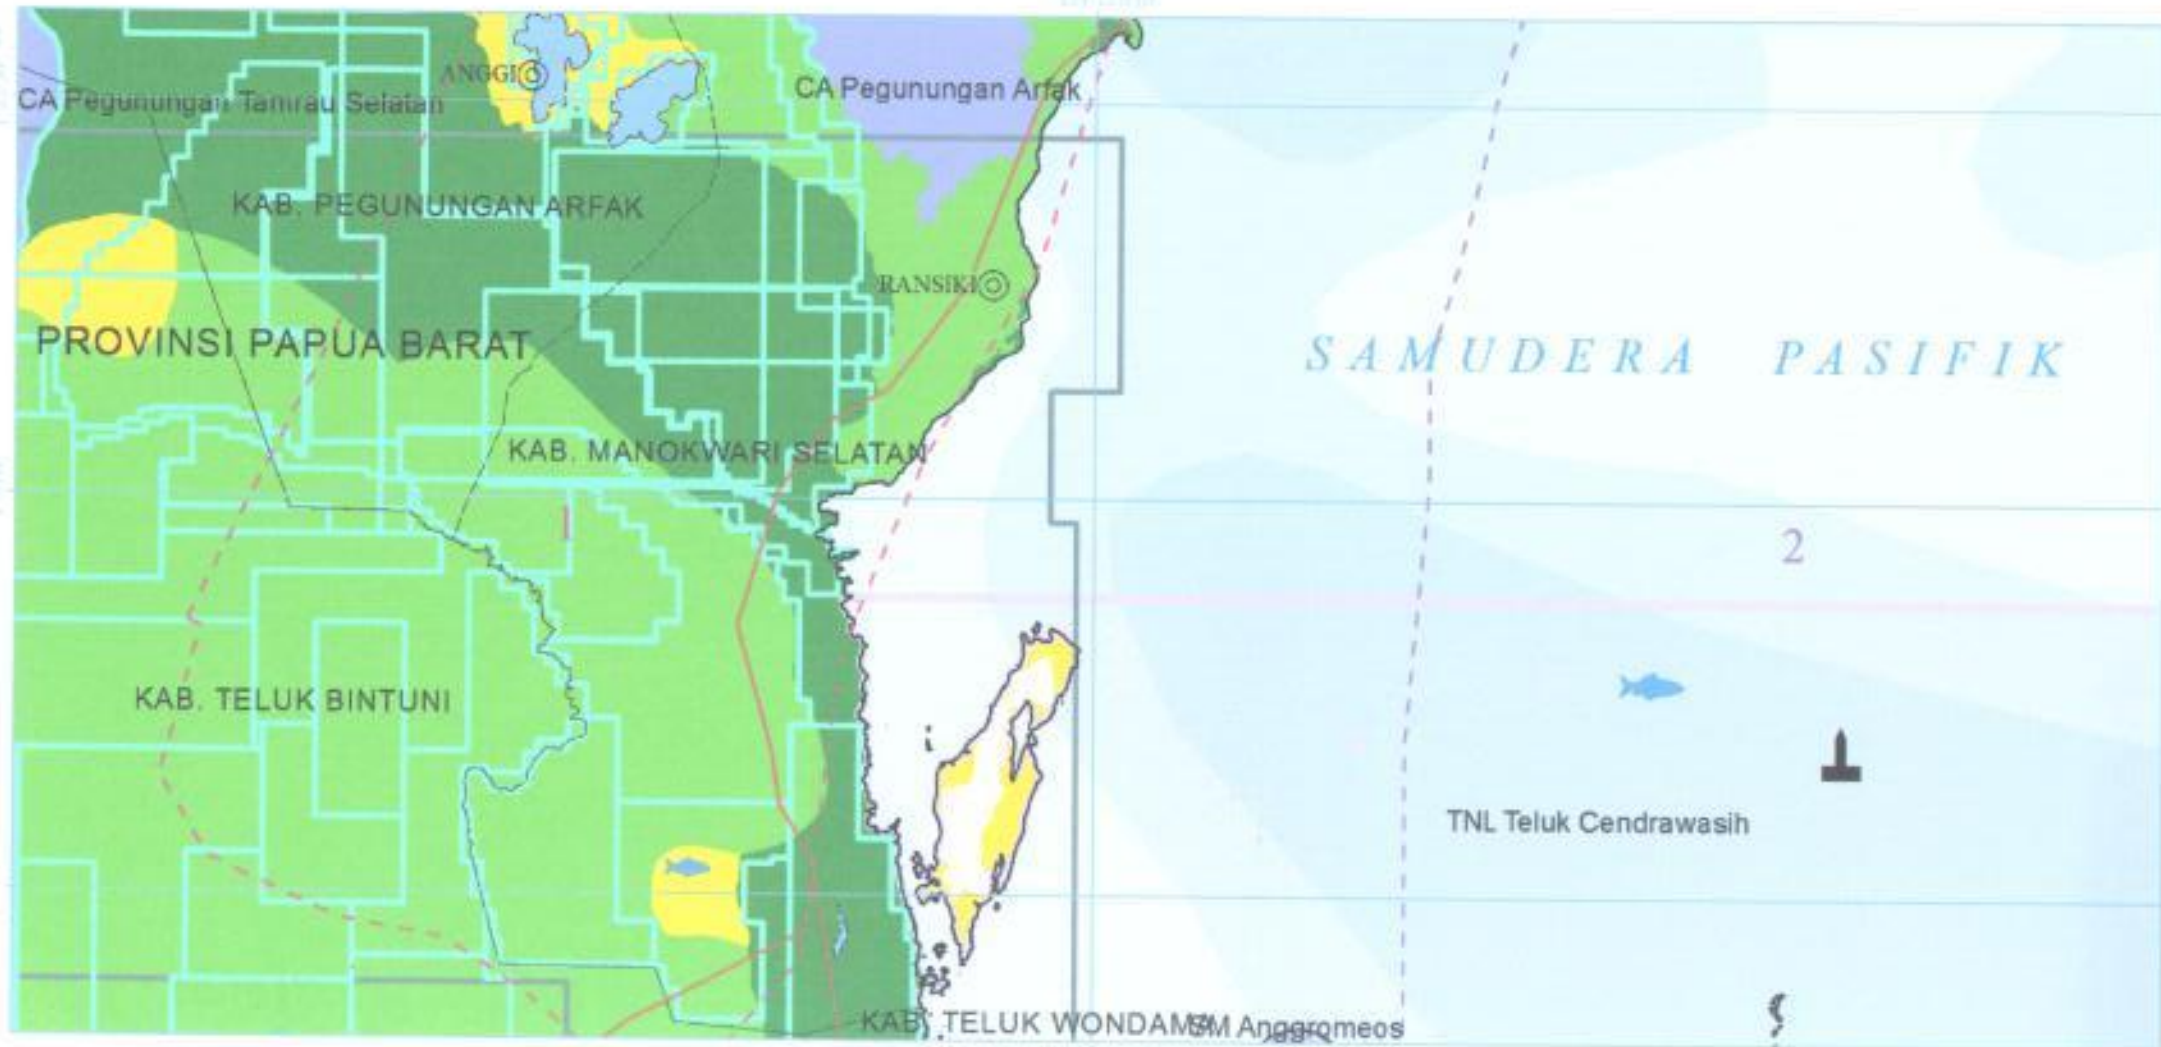 ANGGI
CA Pegunungan Arfak
CA Pegunungan Tamrau Selatan
KAB. PEGUNUNGAN ARFAK
RANSIKI
PROVINSI PAPUA BARAT
SAMUDERA PASIFIK
KAB. MANOKWARI SELATAN
2
KAB. TELUK BINTUNI
TNL Teluk Cendrawasih
KAB. TELUK WONDAMA
SM Anggromeos